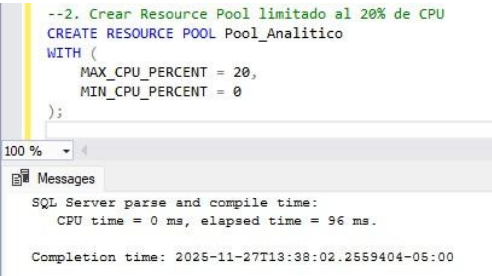 --2. Crear Resource Pool limitado al 20% de CPU
CREATE RESOURCE POOL Pool_Analitico
WITH (
    MAX_CPU_PERCENT = 20,
    MIN_CPU_PERCENT = 0
);
100 %
Messages
SQL Server parse and compile time:
   CPU time = 0 ms, elapsed time = 96 ms.
Completion time: 2025-11-27T13:38:02.2559404-05:00